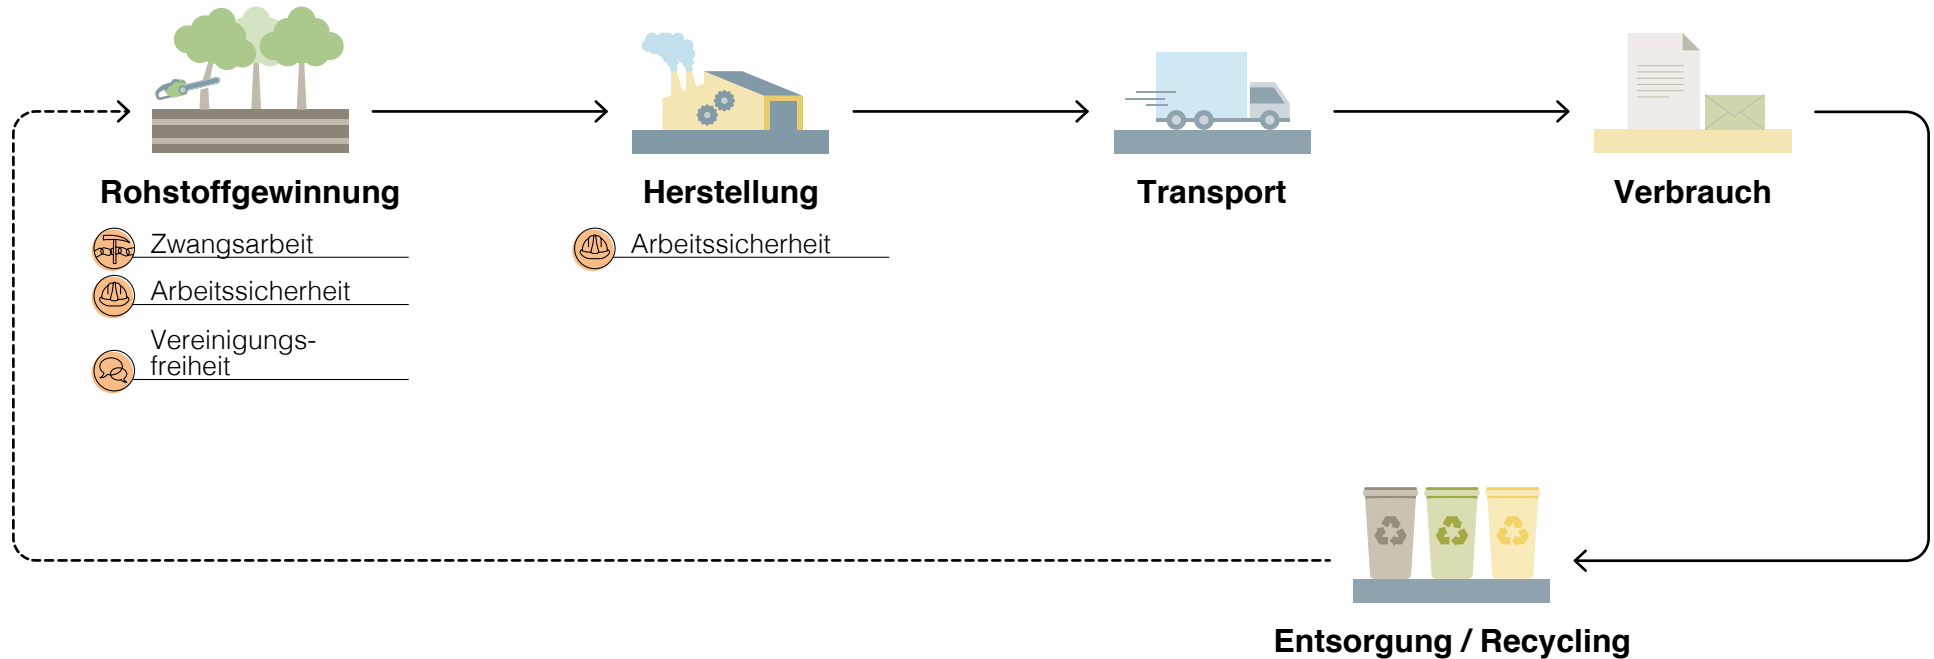 Rohstoffgewinnung
Zwangsarbeit
Arbeitssicherheit
Vereinigungs-
freiheit
Herstellung
Arbeitssicherheit
Transport
Verbrauch
Entsorgung / Recycling